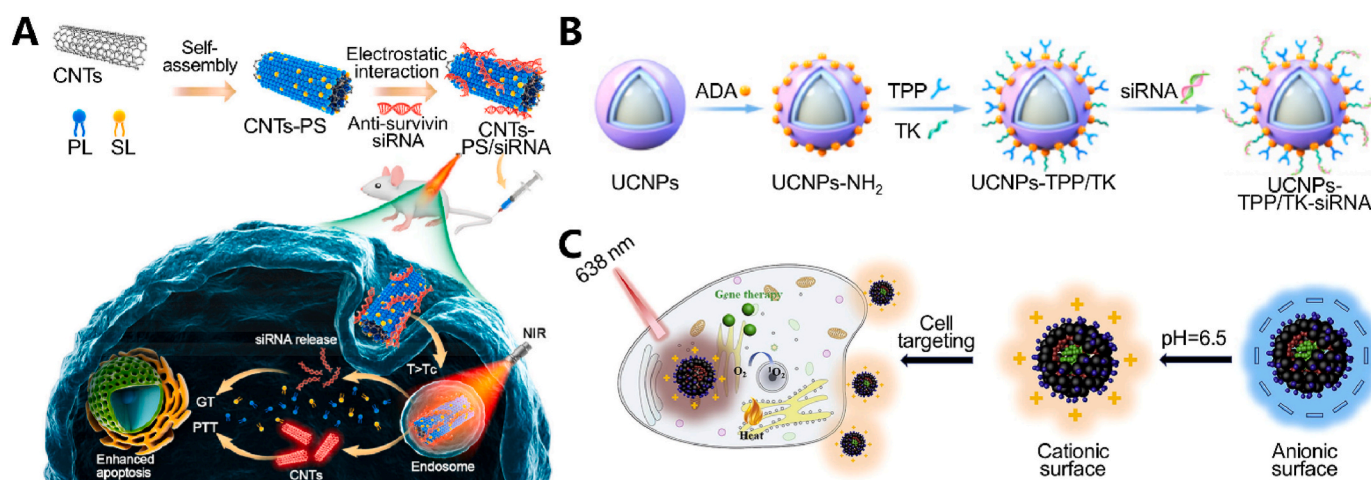 A
CNTs
PL
SL
Self-
assembly
CNTs-PS
Electrostatic
interaction
Anti-survivin
siRNA
CNTs-
PS/siRNA
siRNA release
T>Tc
NIR
GT
PTT
Enhanced
apoptosis
CNTs
Endosome
B
UCNPs
ADA
UCNPs-NH₂
TPP
TK
UCNPs-TPP/TK
siRNA
UCNPs-
TPP/TK-siRNA
C
638 nm
Gene therapy
O₂
¹O₂
Heat
Cell
targeting
Cationic
surface
pH=6.5
Anionic
surface